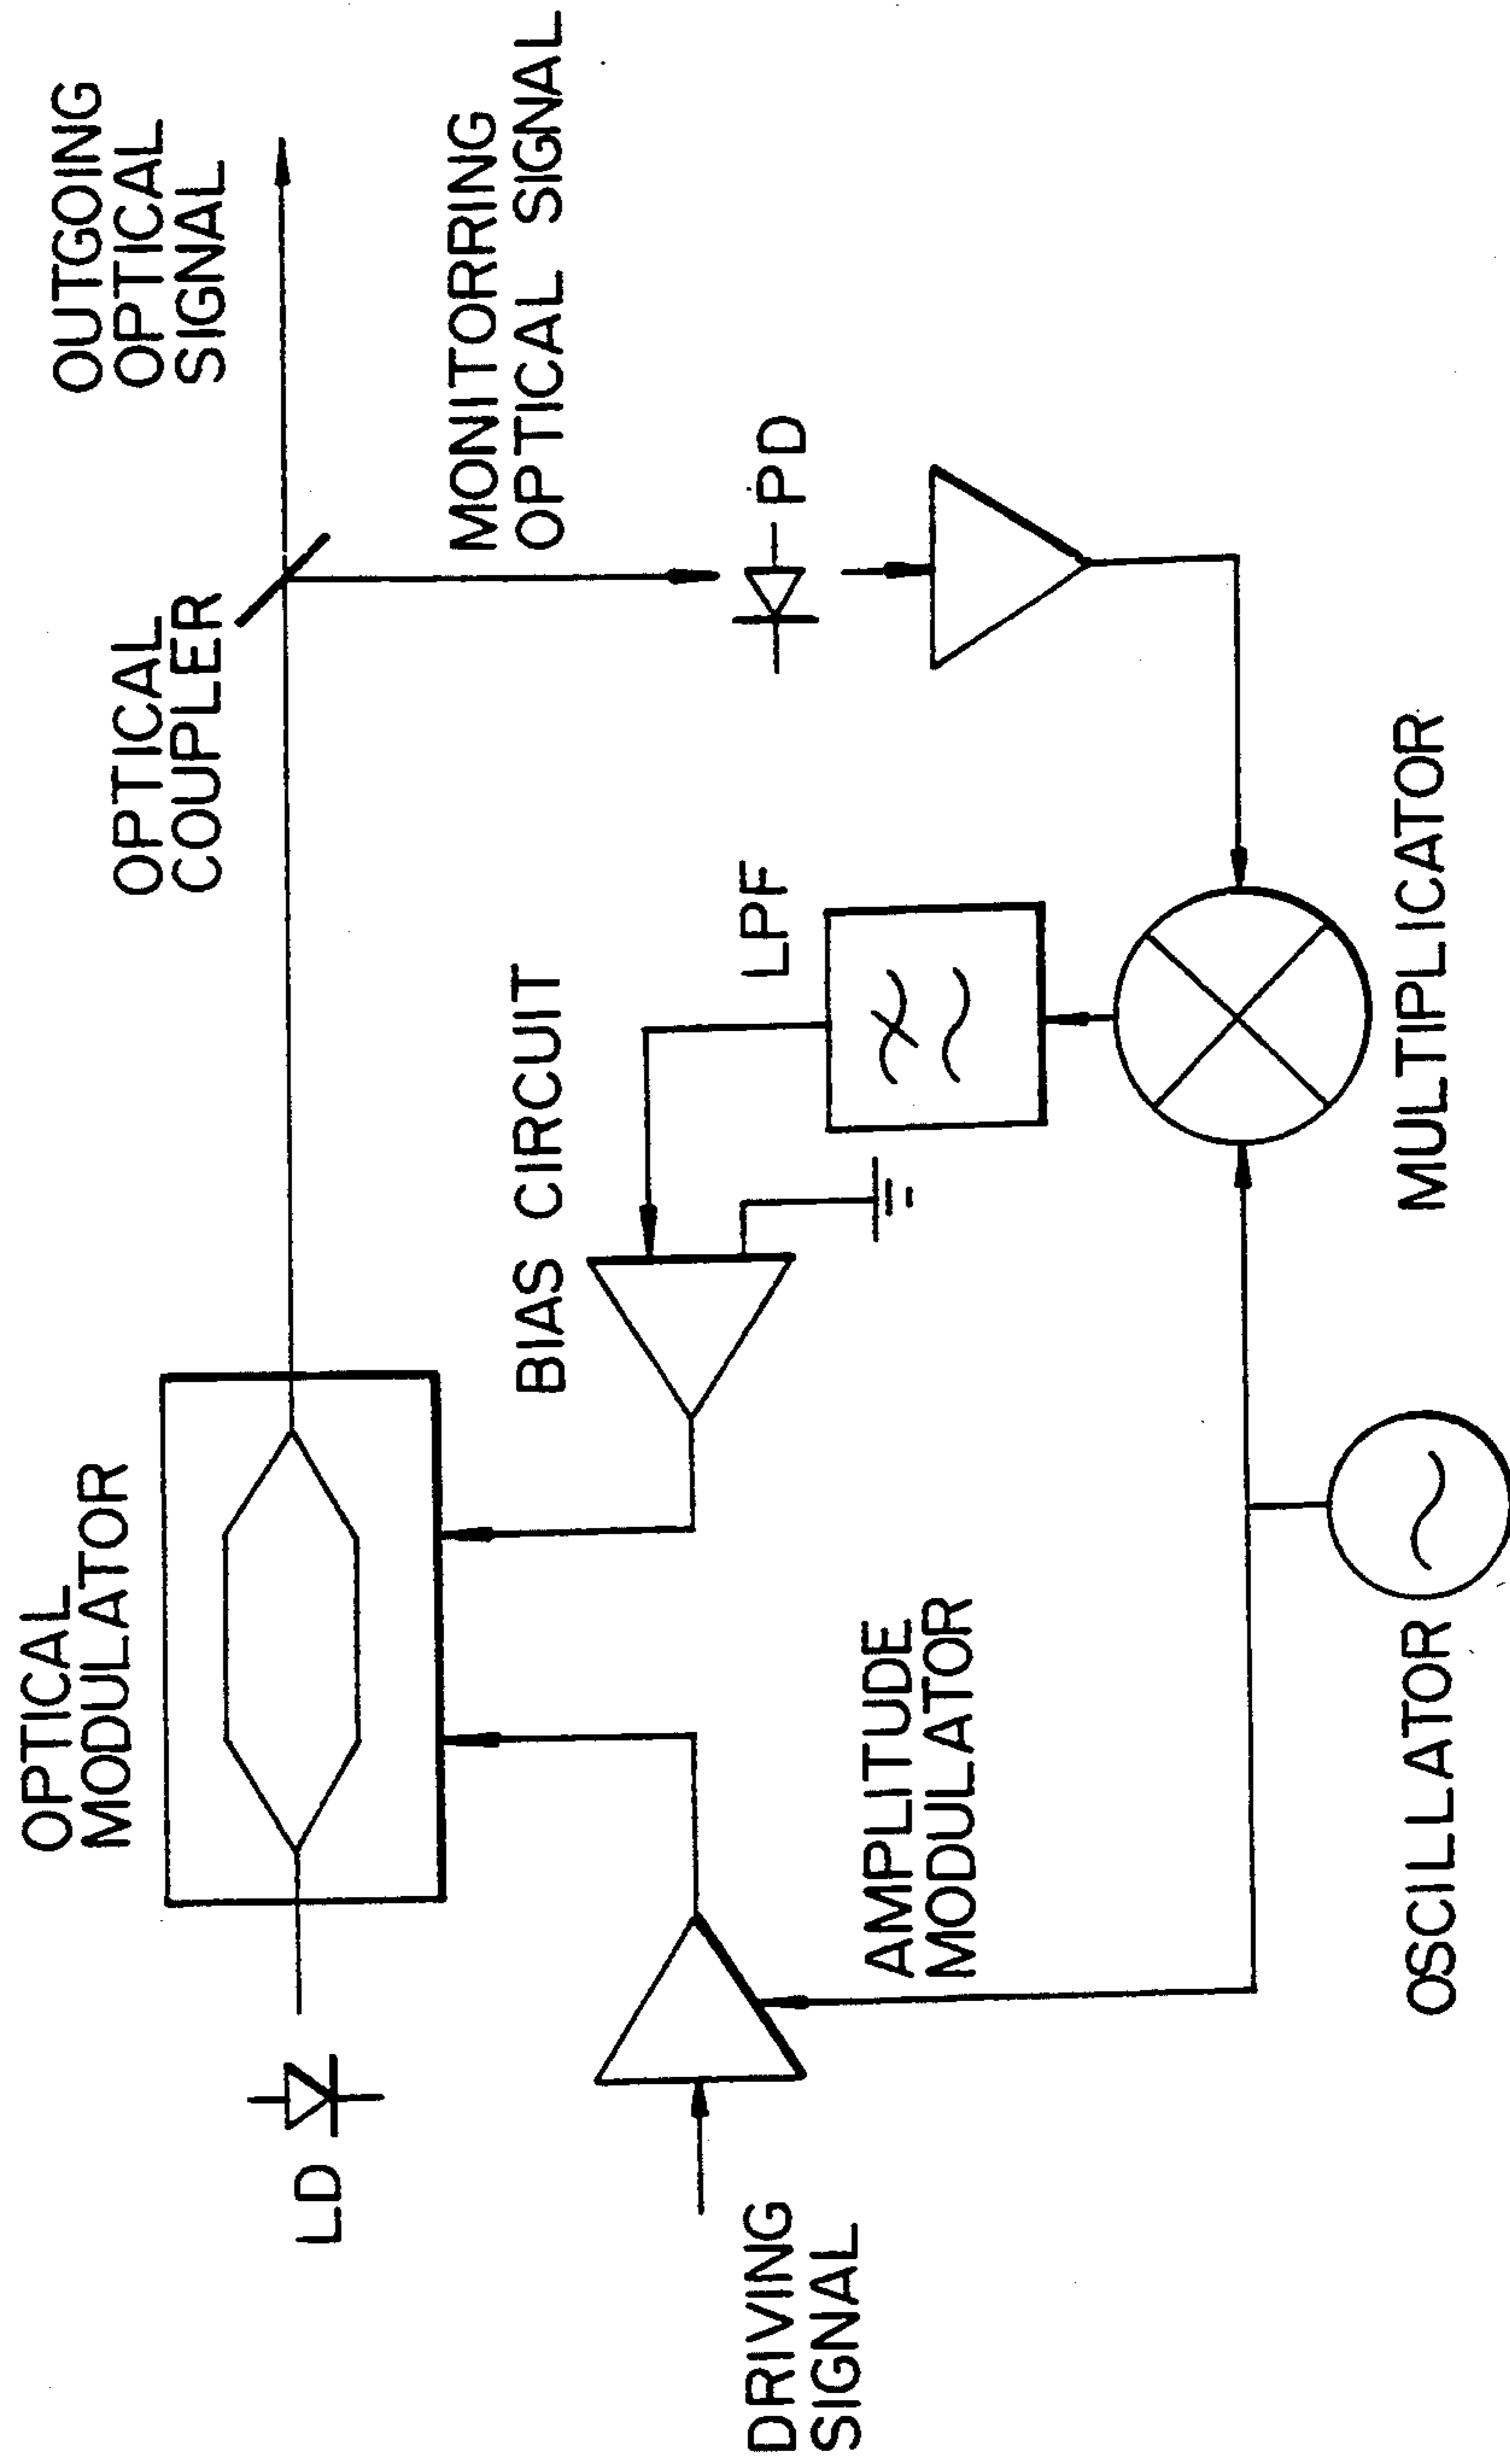 OPTICAL
MODULATOR
OPTICAL
COUPLER
OUTGOING
OPTICAL
SIGNAL
LD
MONITORRING
OPTICAL SIGNAL
BIAS CIRCUIT
LPF
PD
DRIVING
SIGNAL
AMPLITUDE
MODULATOR
OSCILLATOR
MULTIPLICATOR